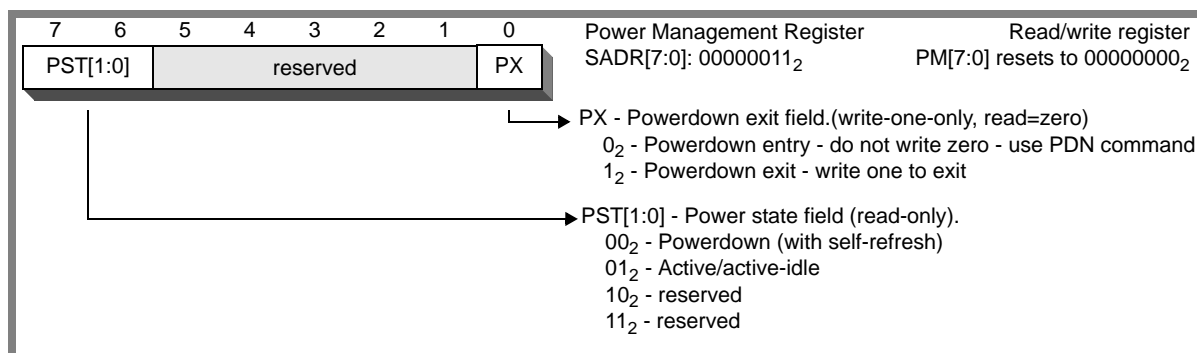 7 6 5 4 3 2 1 0
PST[1:0] reserved PX
Power Management Register Read/write register
SADR[7:0]: 00000011₂ PM[7:0] resets to 00000000₂
PX - Powerdown exit field.(write-one-only, read=zero)
0₂ - Powerdown entry - do not write zero - use PDN command
1₂ - Powerdown exit - write one to exit
PST[1:0] - Power state field (read-only).
00₂ - Powerdown (with self-refresh)
01₂ - Active/active-idle
10₂ - reserved
11₂ - reserved